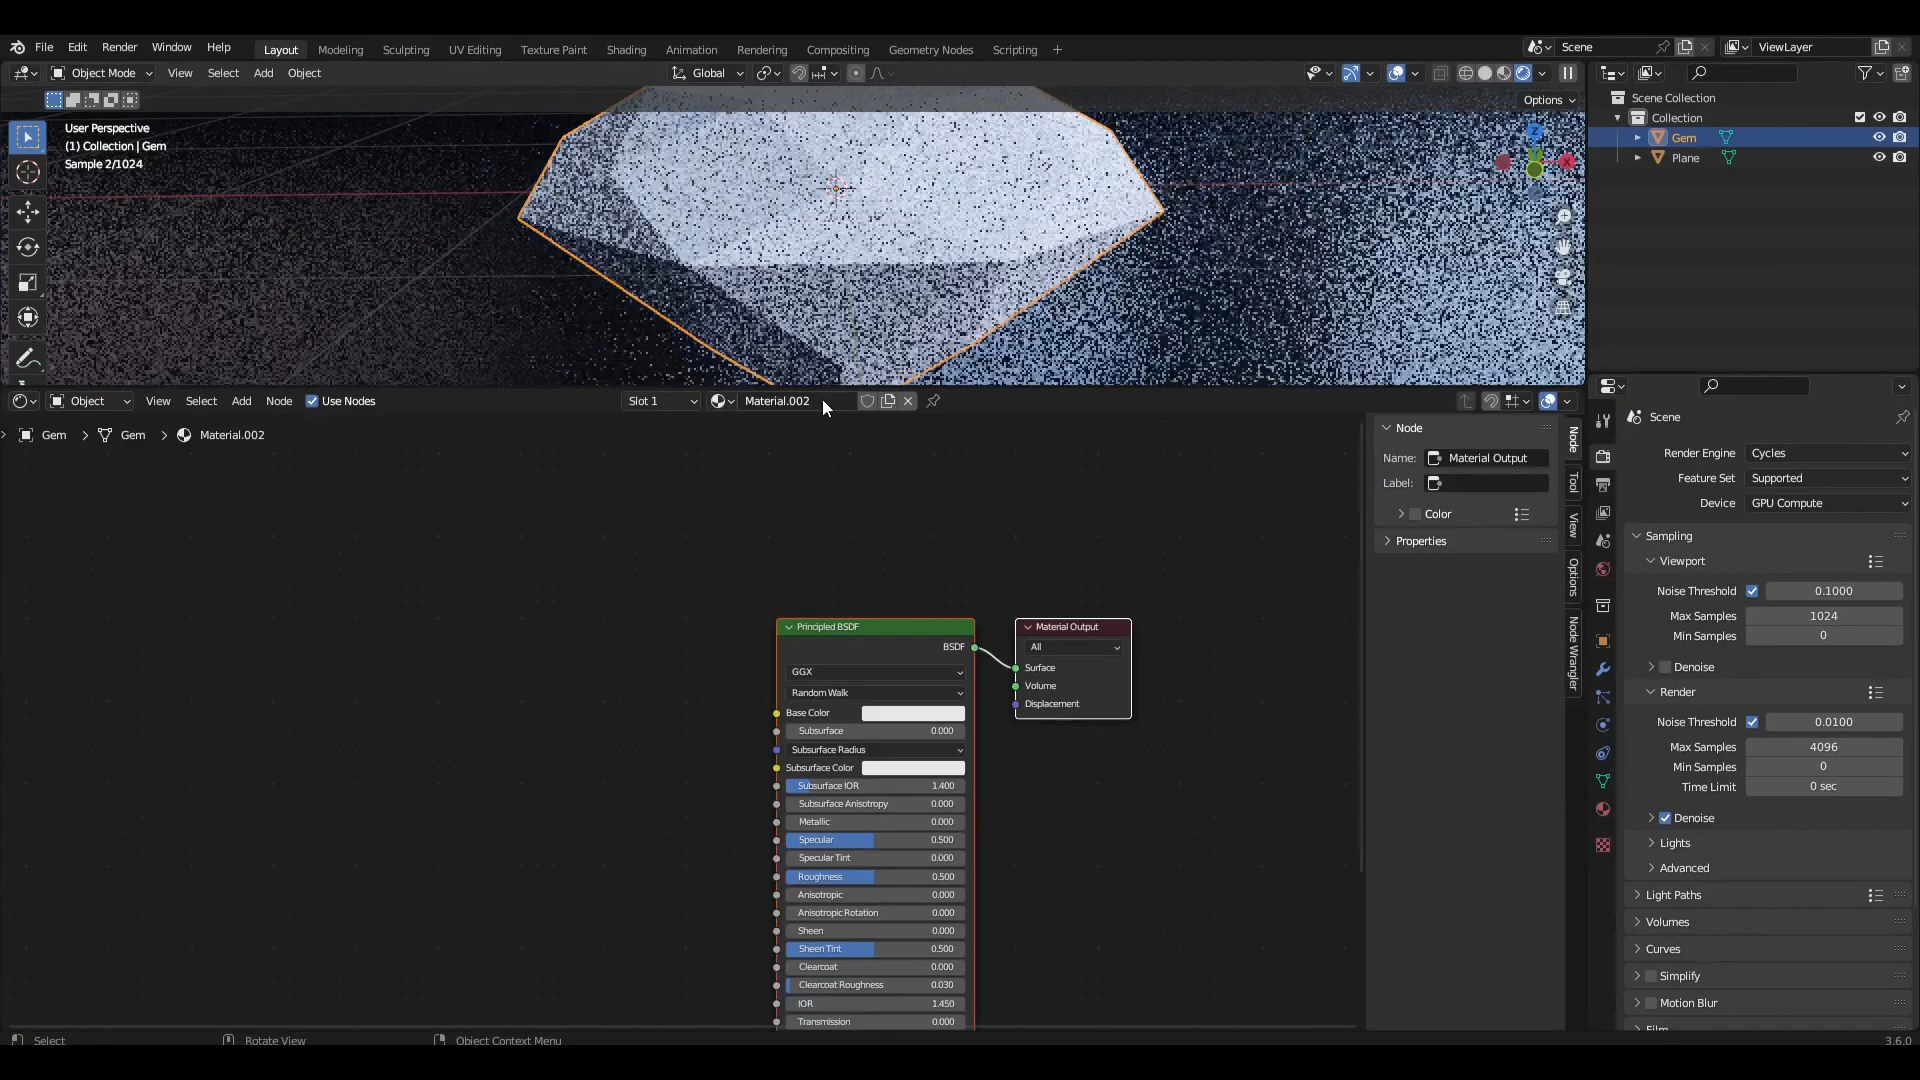 File Edit Render Window Help Layout Modeling Sculpting UV Editing Texture Paint Shading Animation Rendering Compositing Geometry Nodes Scripting + Scene ViewLayer
Object Mode View Select Add Object Global
Options
User Perspective
(1) Collection | Gem
Sample 2/1024
Z
X
Scene Collection
Collection
Gem
Plane
Object View Select Add Node Use Nodes Slot 1 Material.002
Gem > Gem > Material.002
Node
Name: Material Output
Label:
Color
Properties
Node
Tool
View
Options
Node Wrangler
Principled BSDF
BSDF
GGX
Random Walk
Base Color
Subsurface 0.000
Subsurface Radius
Subsurface Color
Subsurface IOR 1.400
Subsurface Anisotropy 0.000
Metallic 0.000
Specular 0.500
Specular Tint 0.000
Roughness 0.500
Anisotropic 0.000
Anisotropic Rotation 0.000
Sheen 0.000
Sheen Tint 0.500
Clearcoat 0.000
Clearcoat Roughness 0.030
IOR 1.450
Transmission 0.000
Material Output
All
Surface
Volume
Displacement
Scene
Render Engine Cycles
Feature Set Supported
Device GPU Compute
Sampling
Viewport
Noise Threshold 0.1000
Max Samples 1024
Min Samples 0
Denoise
Render
Noise Threshold 0.0100
Max Samples 4096
Min Samples 0
Time Limit 0 sec
Denoise
Lights
Advanced
Light Paths
Volumes
Curves
Simplify
Motion Blur
Film
Select Rotate View Object Context Menu 3.6.0